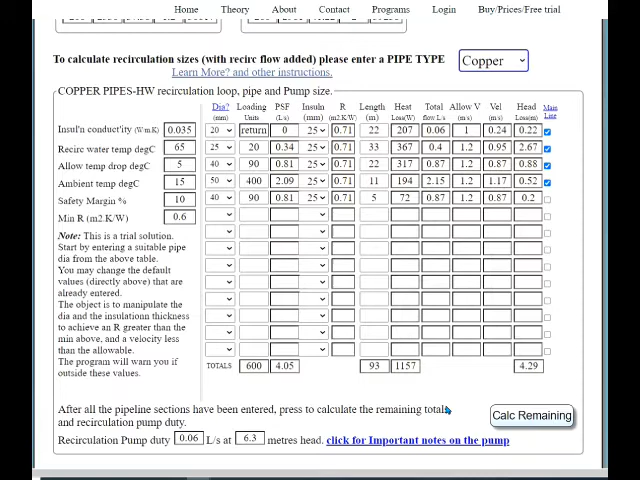 Home Theory About Contact Programs Login Buy/Prices/Free trial
To calculate recirculation sizes (with recirc flow added) please enter a PIPE TYPE Copper
Learn More? and other instructions.
COPPER PIPES-HW recirculation loop, pipe and Pump size.
Dia? Loading PSF Insuln R Length Heat Total Allow V Vel Head Main
(mm) Units (L/s) (mm) (m2.K/W) (m) Loss(W) flow L/s (m/s) (m/s) Loss(m) Line
Insul'n conduct'ity (W/m.K) 0.035 20 return 0 25 0.71 22 207 0.06 1 0.24 0.22
Recirc water temp degC 65 25 20 0.34 25 0.71 33 367 0.4 1.2 0.95 2.67
Allow temp drop degC 5 40 90 0.81 25 0.71 22 317 0.87 1.2 0.87 0.88
Ambient temp degC 15 50 400 2.09 25 0.71 11 194 2.15 1.2 1.17 0.52
Safety Margin % 10 40 90 0.81 25 0.71 5 72 0.87 1.2 0.87 0.2
Min R (m2.K/W) 0.6
Note: This is a trial solution.
Start by entering a suitable pipe
dia from the above table.
You may change the default
values (directly above) that are
already entered.
The object is to manipulate the
dia and the insulationn thickness
to achieve an R greater than the
min above, and a velocity less
than the allowable.
The program will warn you if
outside these values.
TOTALS 600 4.05 93 1157 4.29
After all the pipeline sections have been entered, press to calculate the remaining totals
and recirculation pump duty.
Calc Remaining
Recirculation Pump duty 0.06 L/s at 6.3 metres head. click for Important notes on the pump